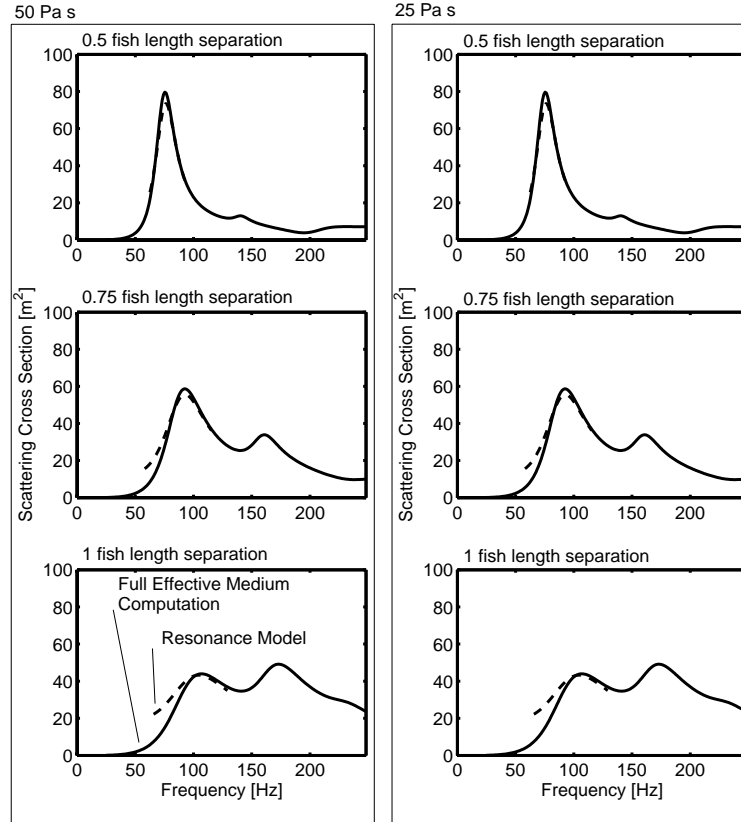 50 Pa s
0.5 fish length separation
100
80
60
40
20
0
0 50 100 150 200
0.75 fish length separation
Scattering Cross Section [m²]
100
80
60
40
20
0
0 50 100 150 200
1 fish length separation
Full Effective Medium
Computation
Resonance Model
100
80
60
40
20
0
0 50 100 150 200
Frequency [Hz]
25 Pa s
0.5 fish length separation
100
80
60
40
20
0
0 50 100 150 200
0.75 fish length separation
Scattering Cross Section [m²]
100
80
60
40
20
0
0 50 100 150 200
1 fish length separation
100
80
60
40
20
0
0 50 100 150 200
Frequency [Hz]